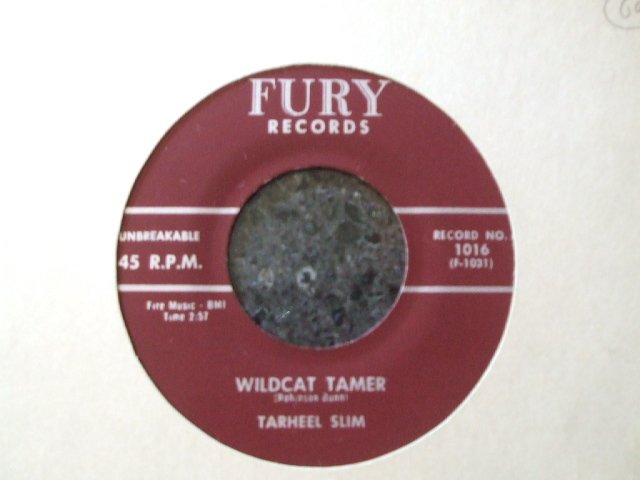 FURY
RECORDS
UNBREAKABLE
45 R.P.M.
RECORD NO.
1016
(F-1031)
Fire Music - BMI
Time 2:57
WILDCAT TAMER
TARHEEL SLIM